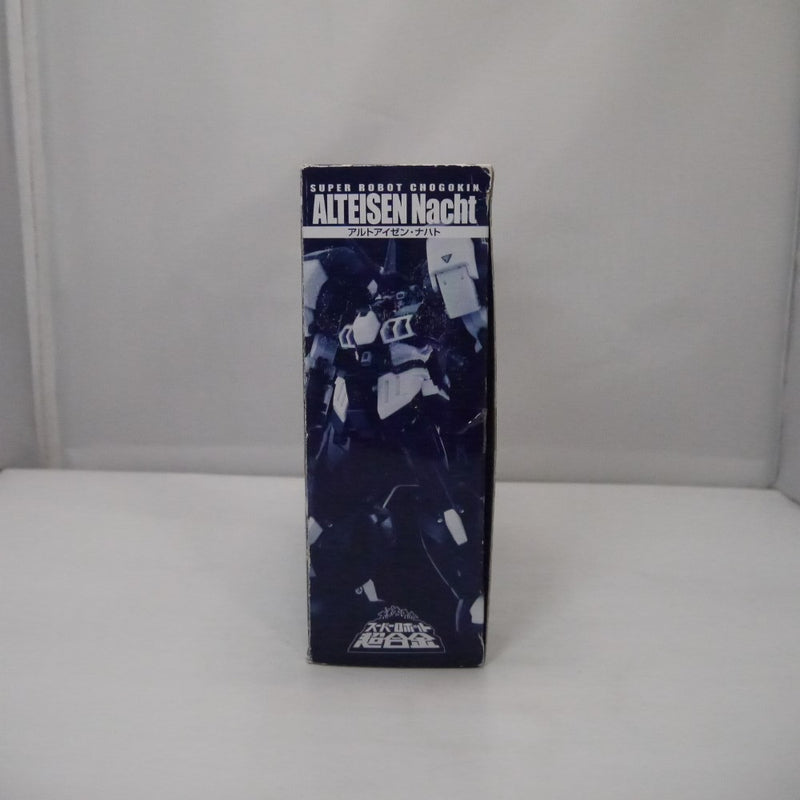 SUPER ROBOT CHOGOKIN
ALTEISEN Nacht
アルトアイゼン・ナハト
スーパーロボット
超合金